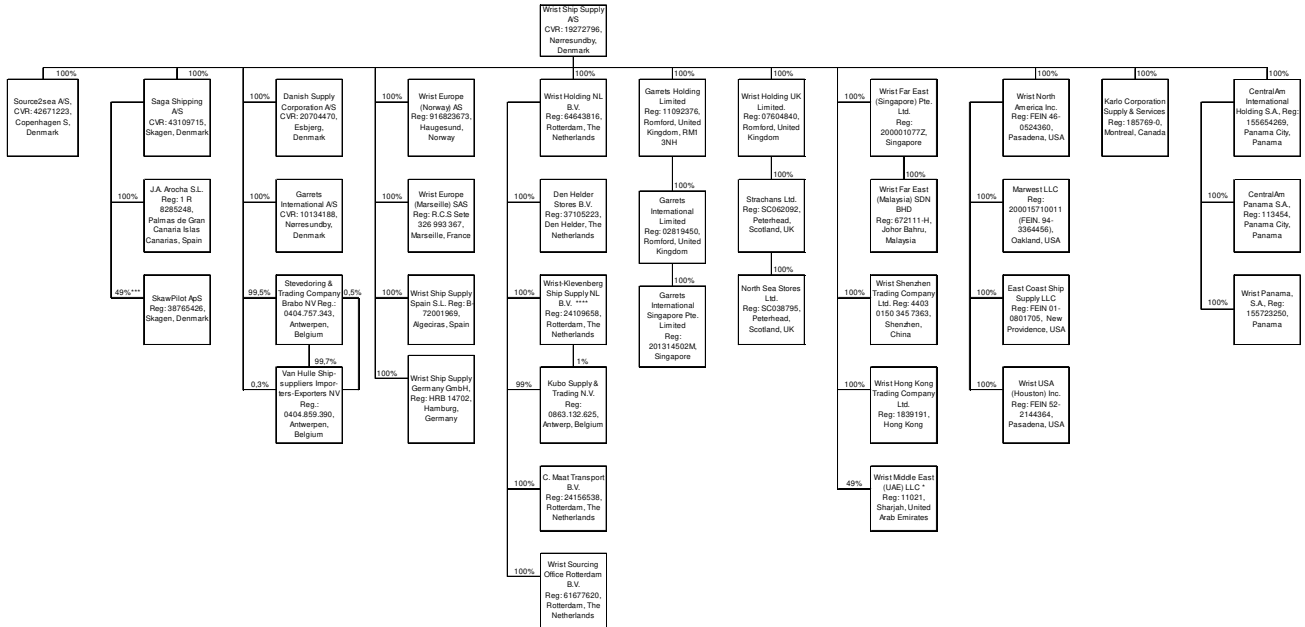 Wrist Ship Supply
A/S
CVR: 19272796,
Nørresundby,
Denmark
100%
100%
100%
100%
100%
100%
100%
100%
Source2sea A/S,
CVR: 42671223,
Copenhagen S,
Denmark
Saga Shipping
A/S
CVR: 43109715,
Skagen, Denmark
100%
Danish Supply
Corporation A/S
CVR: 20704470,
Esbjerg,
Denmark
100%
Wrist Europe
(Norway) AS
Reg: 916823673,
Haugesund,
Norway
Wrist Holding NL
B.V.
Reg: 64643816,
Rotterdam, The
Netherlands
Garrets Holding
Limited
Reg: 11092376,
Romford, United
Kingdom, RM1
3NH
Wrist Holding UK
Limited.
Reg: 07604840,
Romford, United
Kingdom
100%
Wrist Far East
(Singapore) Pte.
Ltd.
Reg:
200001077Z,
Singapore
Wrist North
America Inc.
Reg: FEIN 46-
0524360,
Pasadena, USA
Karlo Corporation
Supply & Services
Reg: 185769-0,
Montreal, Canada
CentralAm
International
Holding S.A., Reg:
155654269,
Panama City,
Panama
100%
J.A. Arocha S.L.
Reg: 1 R
8285248,
Palmas de Gran
Canaria Islas
Canarias, Spain
100%
Garrets
International A/S
CVR: 10134188,
Nørresundby,
Denmark
100%
Wrist Europe
(Marseille) SAS
Reg: R.C.S Sete
326 993 367,
Marseille, France
100%
Den Helder
Stores B.V.
Reg: 37105223,
Den Helder, The
Netherlands
100%
Garrets
International
Limited
Reg: 02819450,
Romford, United
Kingdom
100%
Strachans Ltd.
Reg: SC062092,
Peterhead,
Scotland, UK
100%
Wrist Far East
(Malaysia) SDN
BHD
Reg: 672111-H,
Johor Bahru,
Malaysia
100%
Marwest LLC
Reg:
200015710011
(FEIN. 94-
3364456),
Oakland, USA
100%
CentralAm
Panama S.A.,
Reg: 113454,
Panama City,
Panama
49%***
SkawPilot ApS
Reg: 38765426,
Skagen, Denmark
99,5%
Stevedoring &
Trading Company
Brabo NV Reg.:
0404.757.343,
Antwerpen,
Belgium
0,5%
100%
Wrist Ship Supply
Spain S.L. Reg: B-
72001969,
Algeciras, Spain
100%
Wrist-Klevenberg
Ship Supply NL
B.V. ****
Reg: 24109658,
Rotterdam, The
Netherlands
100%
Garrets
International
Singapore Pte.
Limited
Reg:
201314502M,
Singapore
100%
North Sea Stores
Ltd.
Reg: SC038795,
Peterhead,
Scotland, UK
100%
Wrist Shenzhen
Trading Company
Ltd. Reg: 4403
0150 345 7363,
Shenzhen,
China
100%
East Coast Ship
Supply LLC
Reg: FEIN 01-
0801705, New
Providence, USA
100%
Wrist Panama,
S.A., Reg:
155723250,
Panama
99,7%
0,3%
Van Hulle Ship-
suppliers Impor-
ters-Exporters NV
Reg.:
0404.859.390,
Antwerpen,
Belgium
100%
Wrist Ship Supply
Germany GmbH,
Reg: HRB 14702,
Hamburg,
Germany
1%
99%
Kubo Supply &
Trading N.V.
Reg:
0863.132.625,
Antwerp, Belgium
100%
Wrist Hong Kong
Trading Company
Ltd.
Reg: 1839191,
Hong Kong
100%
Wrist USA
(Houston) Inc.
Reg: FEIN 52-
2144364,
Pasadena, USA
100%
C. Maat Transport
B.V.
Reg: 24156538,
Rotterdam, The
Netherlands
49%
Wrist Middle East
(UAE) LLC *
Reg: 11021,
Sharjah, United
Arab Emirates
100%
Wrist Sourcing
Office Rotterdam
B.V.
Reg: 61677620,
Rotterdam, The
Netherlands